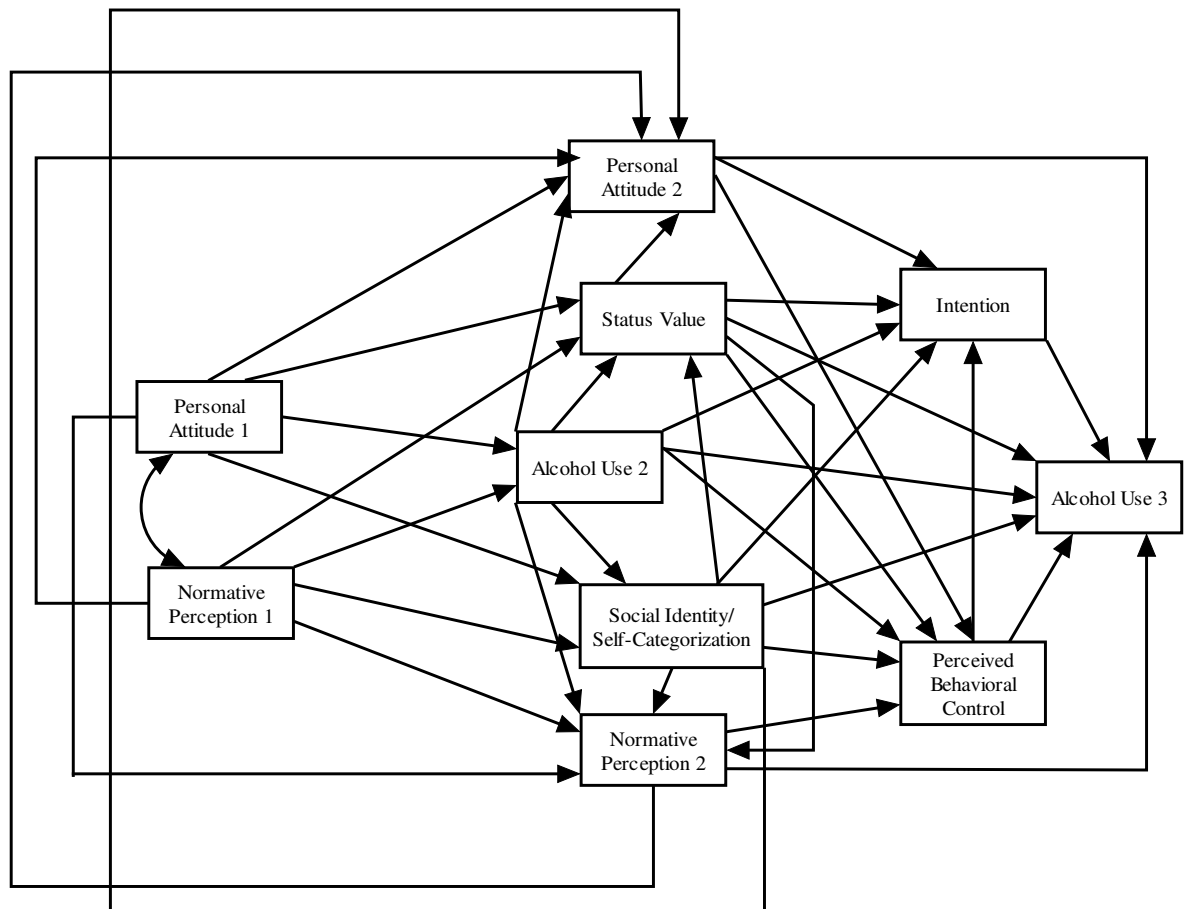 Personal
Attitude 2
Status Value
Intention
Personal
Attitude 1
Alcohol Use 2
Alcohol Use 3
Normative
Perception 1
Social Identity/
Self-Categorization
Perceived
Behavioral
Control
Normative
Perception 2